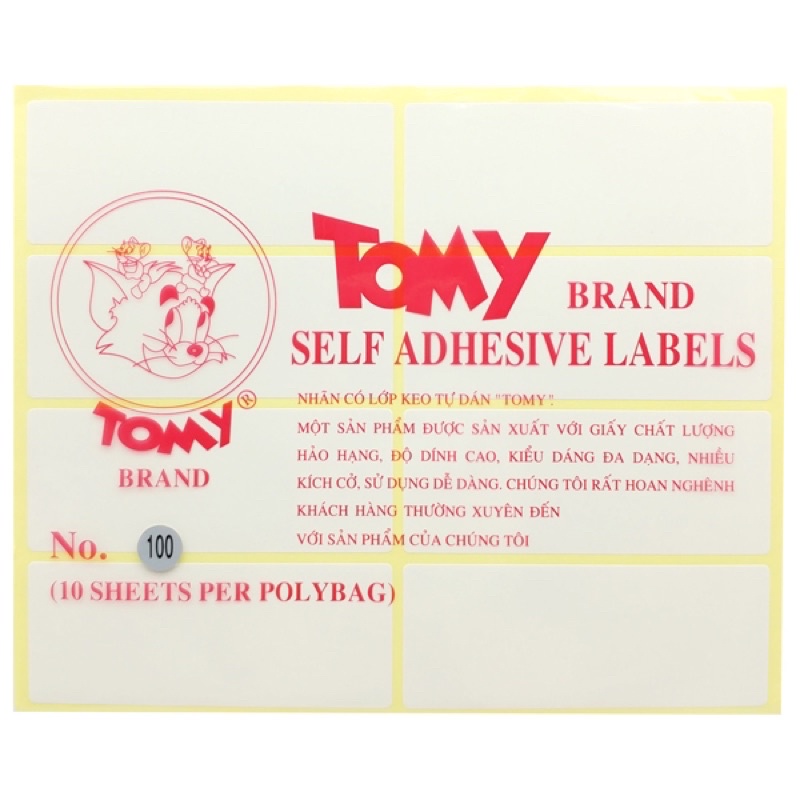 TOMY BRAND
SELF ADHESIVE LABELS
NHÃN CÓ LỚP KEO TỰ DÁN "TOMY".
MỘT SẢN PHẨM ĐƯỢC SẢN XUẤT VỚI GIẤY CHẤT LƯỢNG
HẢO HẠNG, ĐỘ DÍNH CAO, KIỂU DÁNG ĐA DẠNG, NHIỀU
KÍCH CỞ, SỬ DỤNG DỄ DÀNG. CHÚNG TÔI RẤT HOAN NGHÊNH
KHÁCH HÀNG THƯỜNG XUYÊN ĐẾN
VỚI SẢN PHẨM CỦA CHÚNG TÔI
TOMY®
BRAND
No. 100
(10 SHEETS PER POLYBAG)